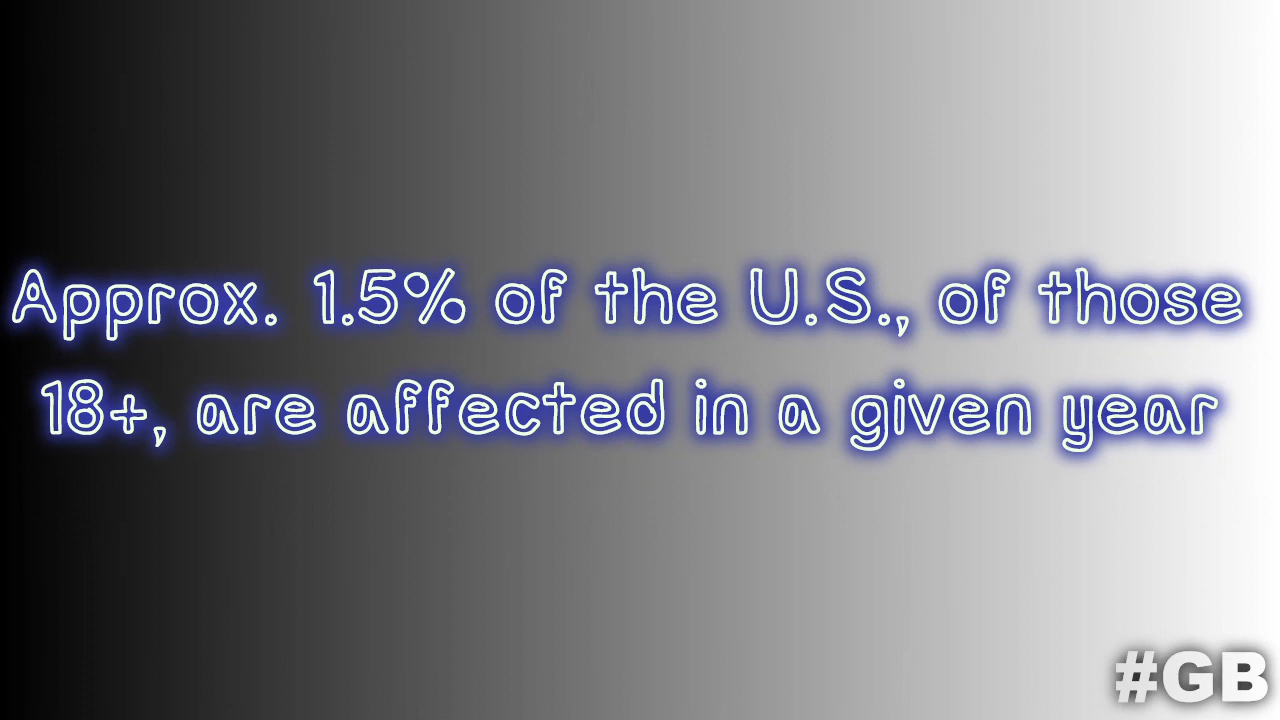 Approx. 1.5% of the U.S., of those
18+, are affected in a given year
#GB